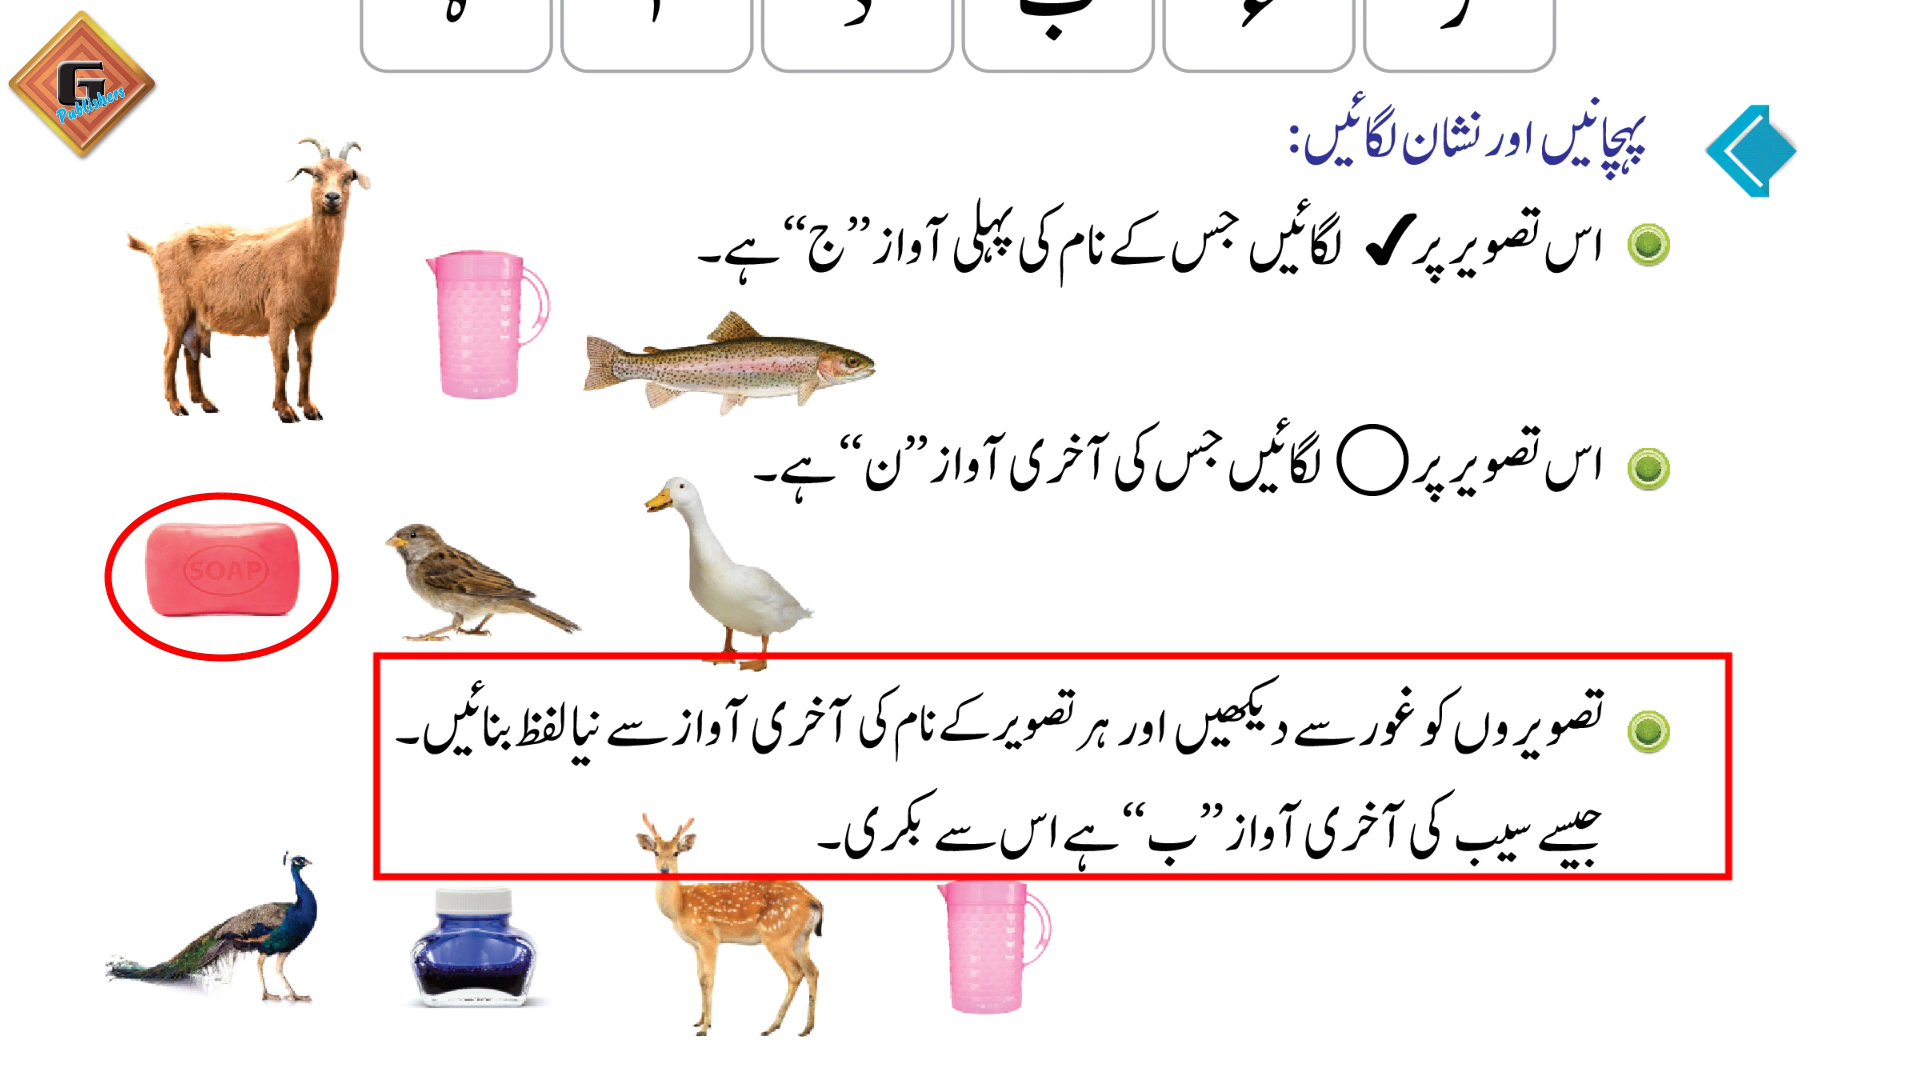 ہ ا د ب ء ر
G
Publishers
پہچانیں اور نشان لگائیں:
اس تصویر پر ✔ لگائیں جس کے نام کی پہلی آواز ”ج“ ہے۔
اس تصویر پر ◯ لگائیں جس کی آخری آواز ”ن“ ہے۔
SOAP
تصویروں کو غور سے دیکھیں اور ہر تصویر کے نام کی آخری آواز سے نیا لفظ بنائیں۔
جیسے سیب کی آخری آواز ”ب“ ہے اس سے بکری۔